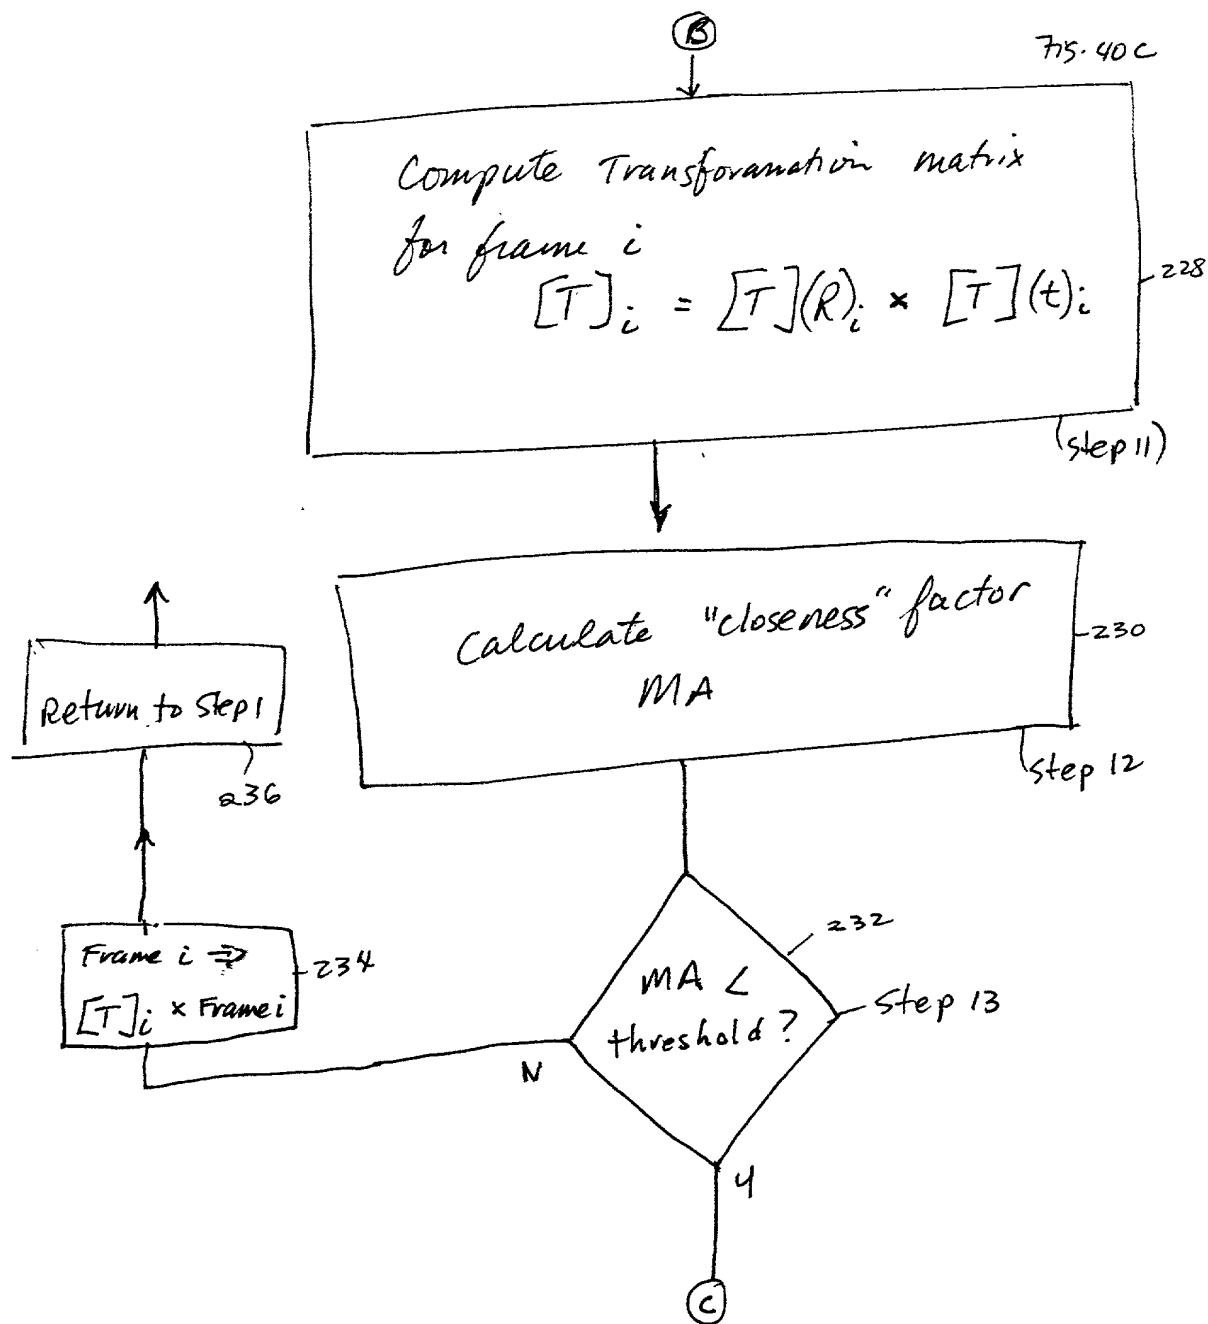 B
Fig. 40C
Compute Transforamation matrix
for frame i
[T]i = [T](R)i × [T](t)i
228
(step 11)
Calculate "closeness" factor
MA
230
Step 12
Return to Step 1
236
Frame i ⇒
[T]i × Frame i
234
MA <
threshold?
232
Step 13
N
Y
C